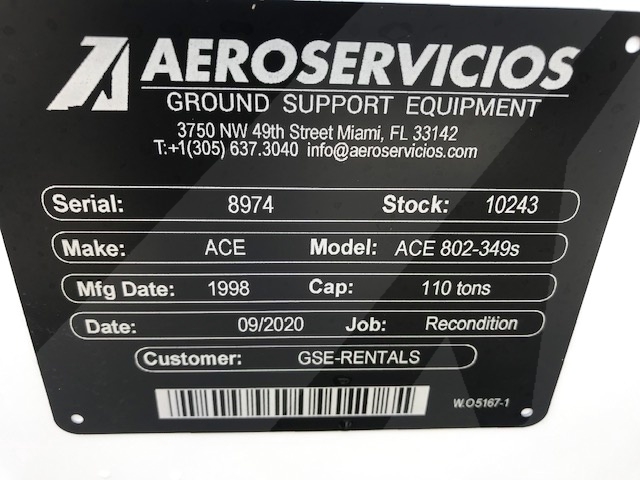 AEROSERVICIOS
GROUND SUPPORT EQUIPMENT
3750 NW 49th Street Miami, FL 33142
T:+1(305) 637.3040 info@aeroservicios.com
Serial: 8974 Stock: 10243
Make: ACE Model: ACE 802-349s
Mfg Date: 1998 Cap: 110 tons
Date: 09/2020 Job: Recondition
Customer: GSE-RENTALS
W.O5167-1